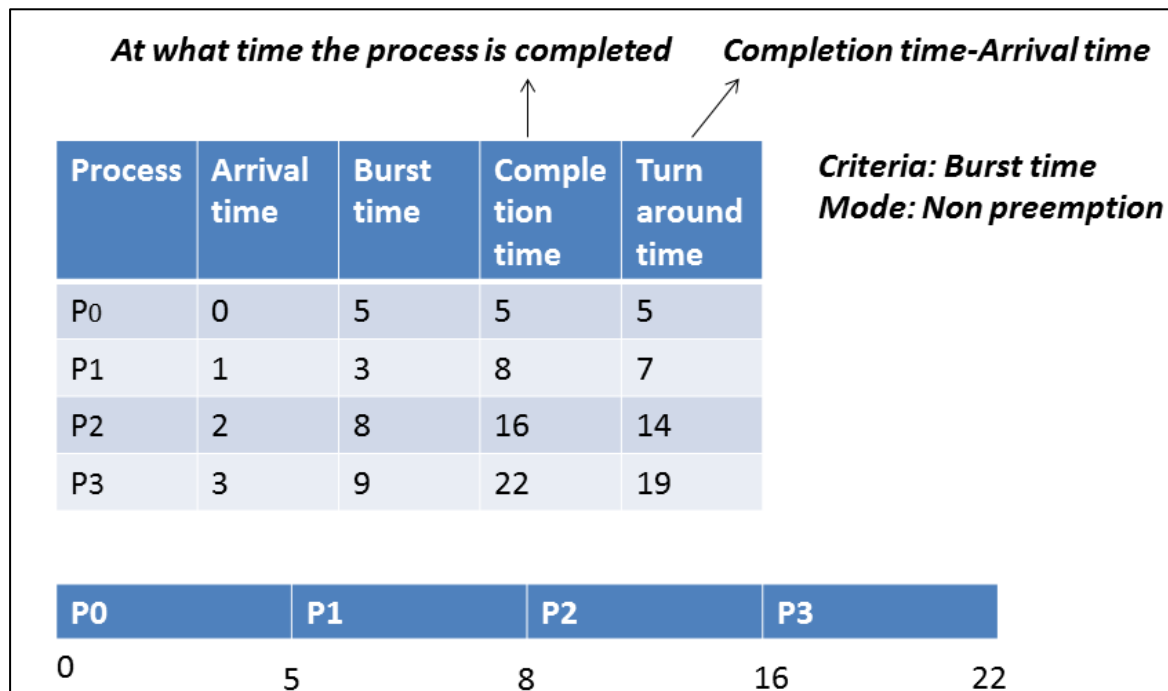 At what time the process is completed
Completion time-Arrival time
Process Arrival time Burst time Comple tion time Turn around time
Criteria: Burst time
Mode: Non preemption
P0 0 5 5 5
P1 1 3 8 7
P2 2 8 16 14
P3 3 9 22 19
P0 P1 P2 P3
0 5 8 16 22